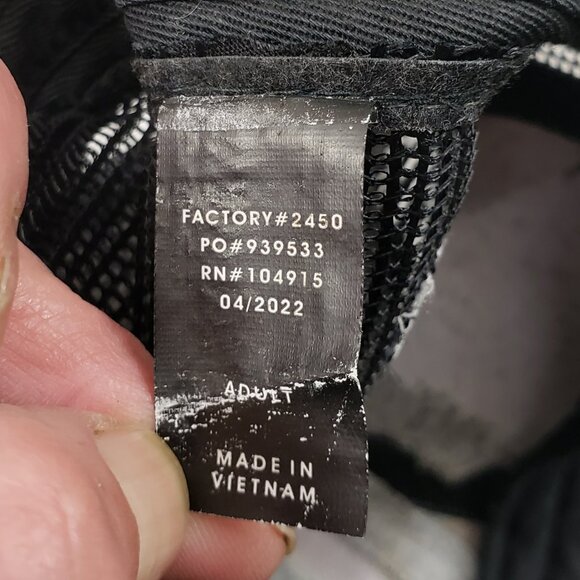 FACTORY#2450
PO#939533
RN#104915
04/2022
ADULT
MADE IN
VIETNAM